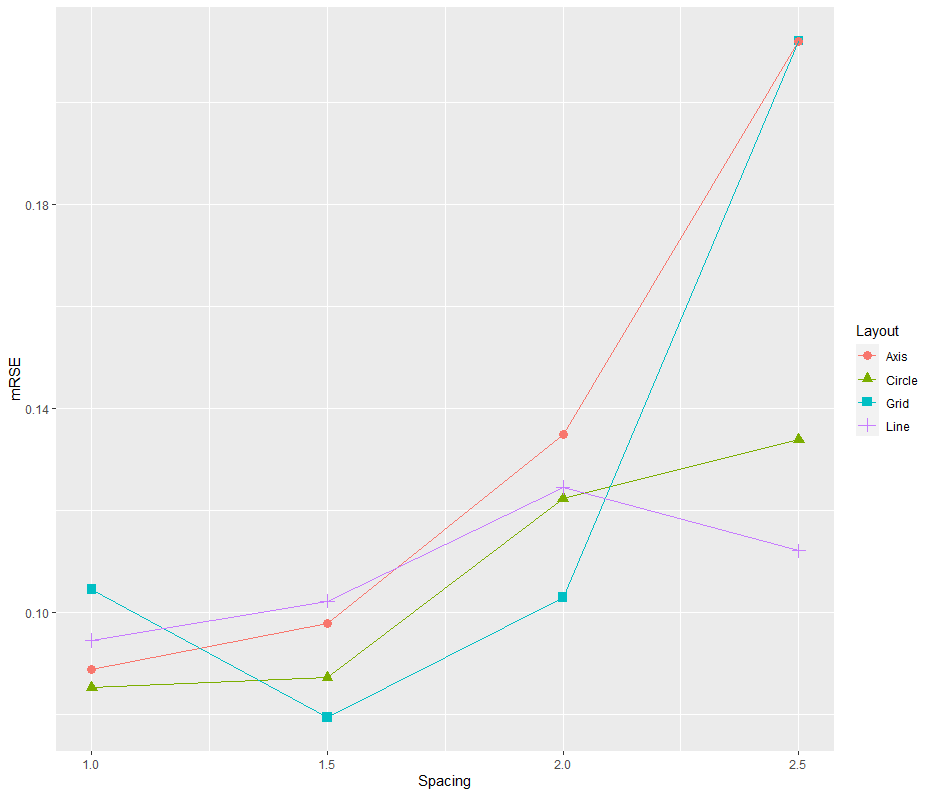 mRSE
0.18
0.14
0.10
1.0 1.5 2.0 2.5
Spacing
Layout
Axis
Circle
Grid
Line